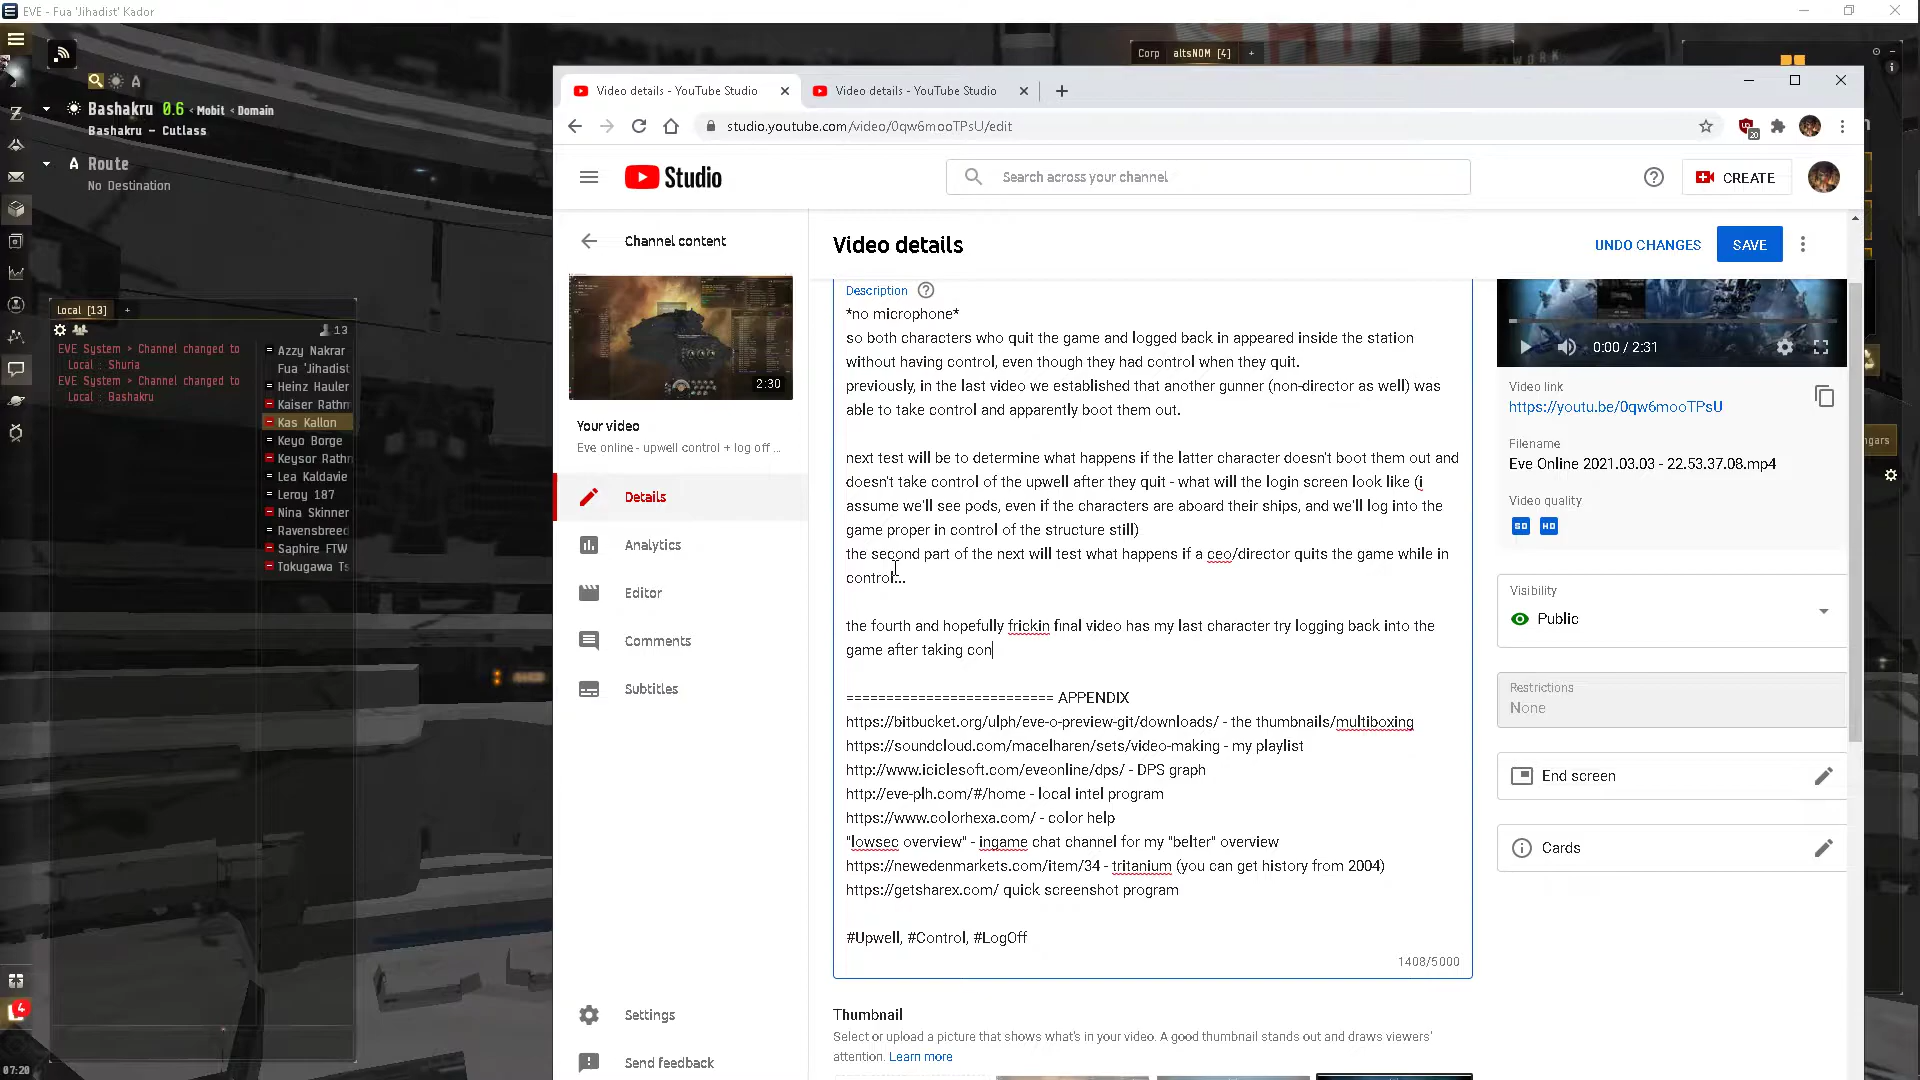 EVE - Fua 'Jihadist' Kador
Bashakru 0.6 < Mobit < Domain
Bashakru - Cutlass
A Route
No Destination
Local [13] +
13
EVE System > Channel changed to
Local : Shuria
EVE System > Channel changed to
Local : Bashakru
Azzy Nakrar
Fua 'Jihadist
Heinz Hauler
Kaiser Rathm
Kas Kallon
Keyo Borge
Keysor Rathm
Lea Kaldavie
Leroy 187
Nina Skinner
Ravensbreed
Saphire FTW
Tokugawa Ts
4
07:20
Corp altsNOM [4] +
Video details - YouTube Studio
Video details - YouTube Studio
studio.youtube.com/video/0qw6mooTPsU/edit
20
Studio
Search across your channel
CREATE
Channel content
2:30
Your video
Eve online - upwell control + log off ...
Details
Analytics
Editor
Comments
Subtitles
Settings
Send feedback
Video details
UNDO CHANGES
SAVE
Description
*no microphone*
so both characters who quit the game and logged back in appeared inside the station
without having control, even though they had control when they quit.
previously, in the last video we established that another gunner (non-director as well) was
able to take control and apparently boot them out.
next test will be to determine what happens if the latter character doesn't boot them out and
doesn't take control of the upwell after they quit - what will the login screen look like (i
assume we'll see pods, even if the characters are aboard their ships, and we'll log into the
game proper in control of the structure still)
the second part of the next will test what happens if a ceo/director quits the game while in
control...
the fourth and hopefully frickin final video has my last character try logging back into the
game after taking con
========================== APPENDIX
https://bitbucket.org/ulph/eve-o-preview-git/downloads/ - the thumbnails/multiboxing
https://soundcloud.com/macelharen/sets/video-making - my playlist
http://www.iciclesoft.com/eveonline/dps/ - DPS graph
http://eve-plh.com/#/home - local intel program
https://www.colorhexa.com/ - color help
"lowsec overview" - ingame chat channel for my "belter" overview
https://newedenmarkets.com/item/34 - tritanium (you can get history from 2004)
https://getsharex.com/ quick screenshot program
#Upwell, #Control, #LogOff
1408/5000
Thumbnail
Select or upload a picture that shows what's in your video. A good thumbnail stands out and draws viewers'
attention. Learn more
0:00 / 2:31
Video link
https://youtu.be/0qw6mooTPsU
Filename
Eve Online 2021.03.03 - 22.53.37.08.mp4
Video quality
SD HD
Visibility
Public
Restrictions
None
End screen
Cards
ngars